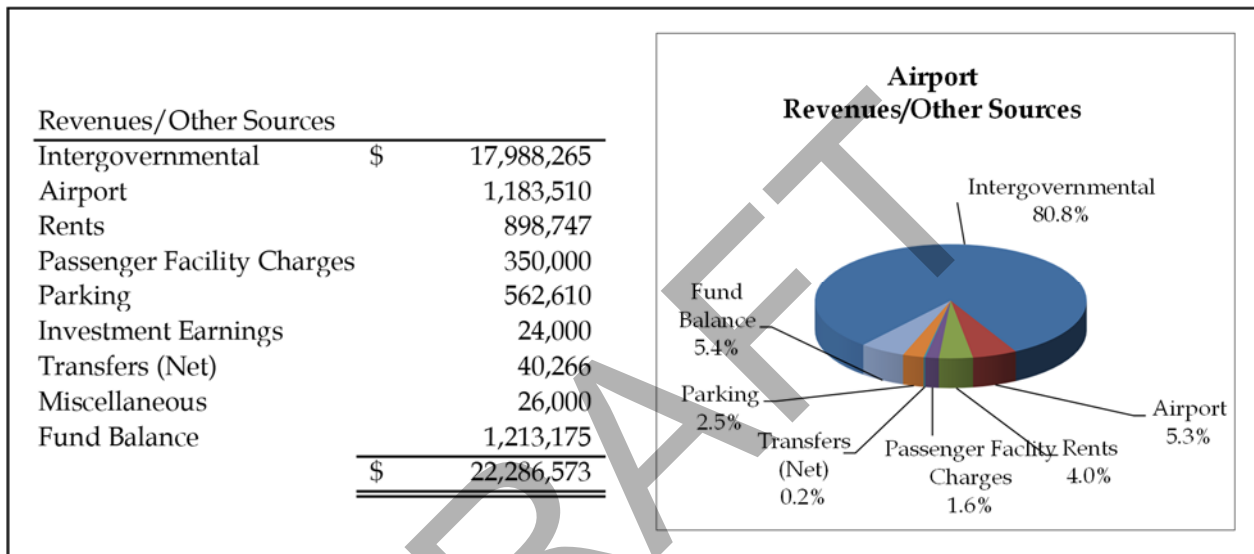 Revenues/Other Sources
Intergovernmental $ 17,988,265
Airport 1,183,510
Rents 898,747
Passenger Facility Charges 350,000
Parking 562,610
Investment Earnings 24,000
Transfers (Net) 40,266
Miscellaneous 26,000
Fund Balance 1,213,175
$ 22,286,573
Airport
Revenues/Other Sources
Intergovernmental
80.8%
Fund
Balance
5.4%
Parking
2.5%
Transfers
(Net)
0.2%
Passenger Faclity
Charges
1.6%
Rents
4.0%
Airport
5.3%
DRAFT